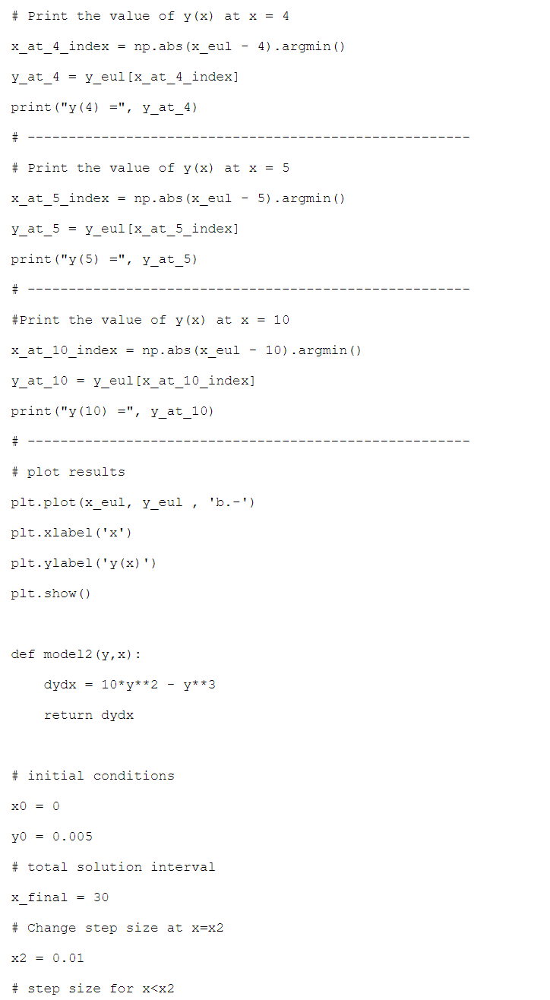 # Print the value of y(x) at x = 4
x_at_4_index = np.abs(x_eul - 4).argmin()
y_at_4 = y_eul[x_at_4_index]
print("y(4) =", y_at_4)
# ------------------------------------------------------
# Print the value of y(x) at x = 5
x_at_5_index = np.abs(x_eul - 5).argmin()
y_at_5 = y_eul[x_at_5_index]
print("y(5) =", y_at_5)
# ------------------------------------------------------
#Print the value of y(x) at x = 10
x_at_10_index = np.abs(x_eul - 10).argmin()
y_at_10 = y_eul[x_at_10_index]
print("y(10) =", y_at_10)
# ------------------------------------------------------
# plot results
plt.plot(x_eul, y_eul , 'b.-')
plt.xlabel('x')
plt.ylabel('y(x)')
plt.show()
def model2(y,x):
    dydx = 10*y**2 - y**3
    return dydx
# initial conditions
x0 = 0
y0 = 0.005
# total solution interval
x_final = 30
# Change step size at x=x2
x2 = 0.01
# step size for x<x2